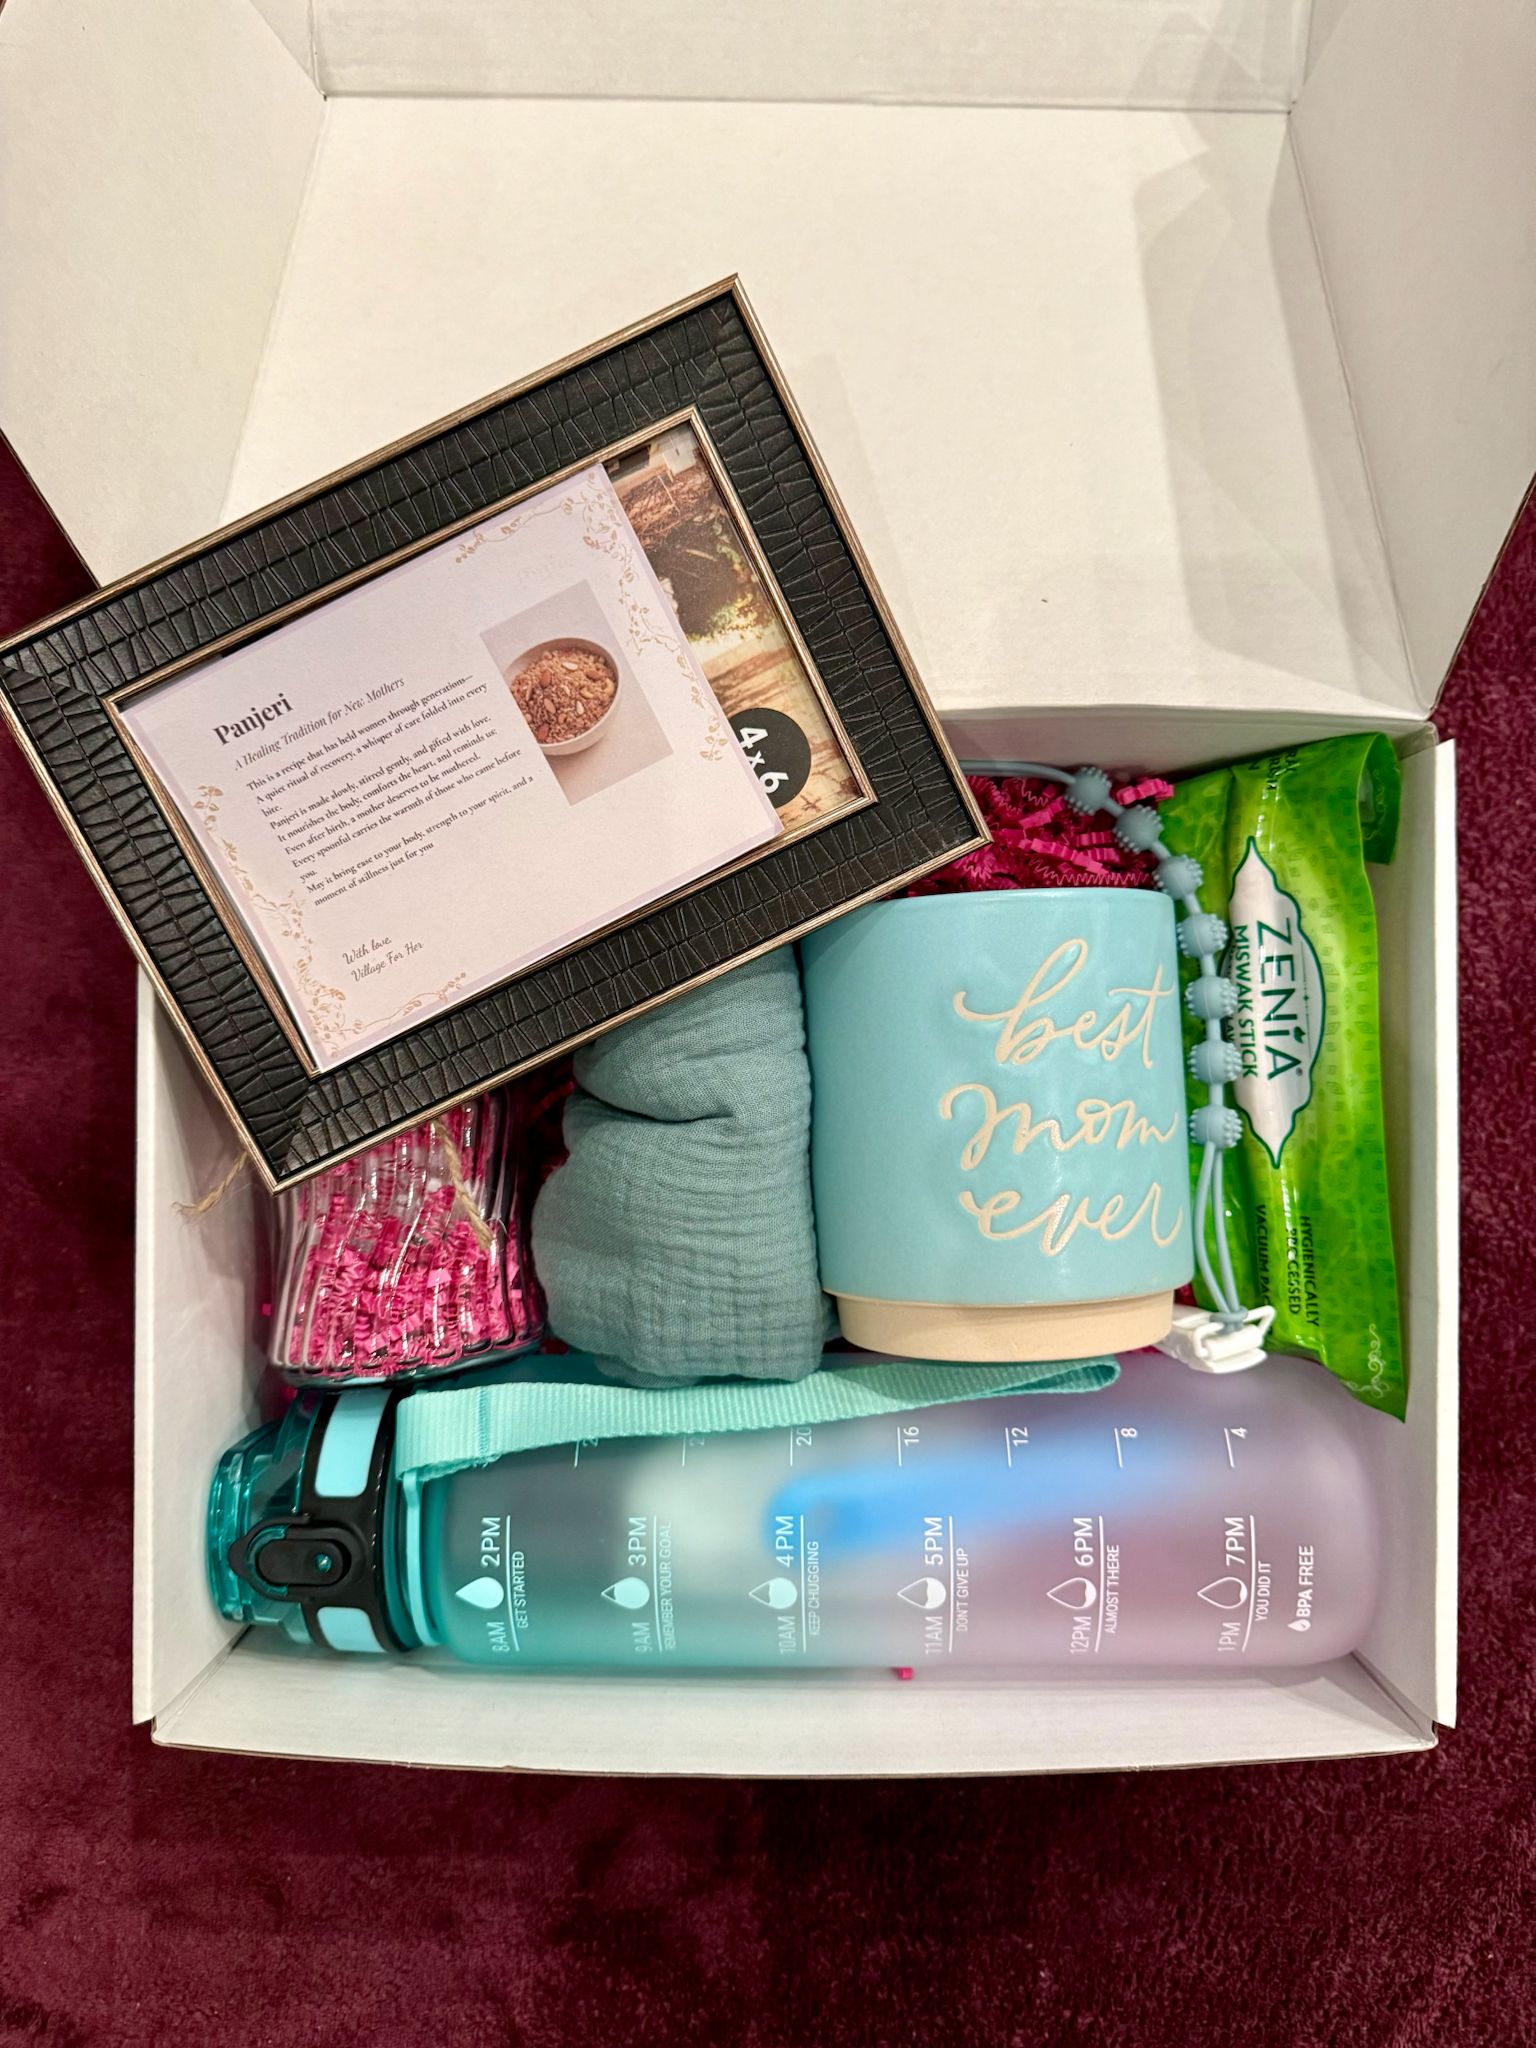 Panjeri
A Healing Tradition for New Mothers
This is a recipe that has held women through generations—
A quiet ritual of recovery, a whisper of care folded into every
bite.
Panjeri is made slowly, stirred gently, and gifted with love.
It nourishes the body, comforts the heart, and reminds us:
Even after birth, a mother deserves to be mothered.
Every spoonful carries the warmth of those who came before
you.
May it bring ease to your body, strength to your spirit, and a
moment of stillness just for you
With love,
Village For Her
4x6
best
mom
ever
ZENIA®
MISWAK STICK
HYGIENICALLY
PROCCESSED
VACUUM
20
16
12
8
4
8AM 2PM
GET STARTED
9AM 3PM
REMEMBER YOUR GOAL
10AM 4PM
KEEP CHUGGING
11AM 5PM
DON'T GIVE UP
12PM 6PM
ALMOST THERE
1PM 7PM
YOU DID IT
BPA FREE